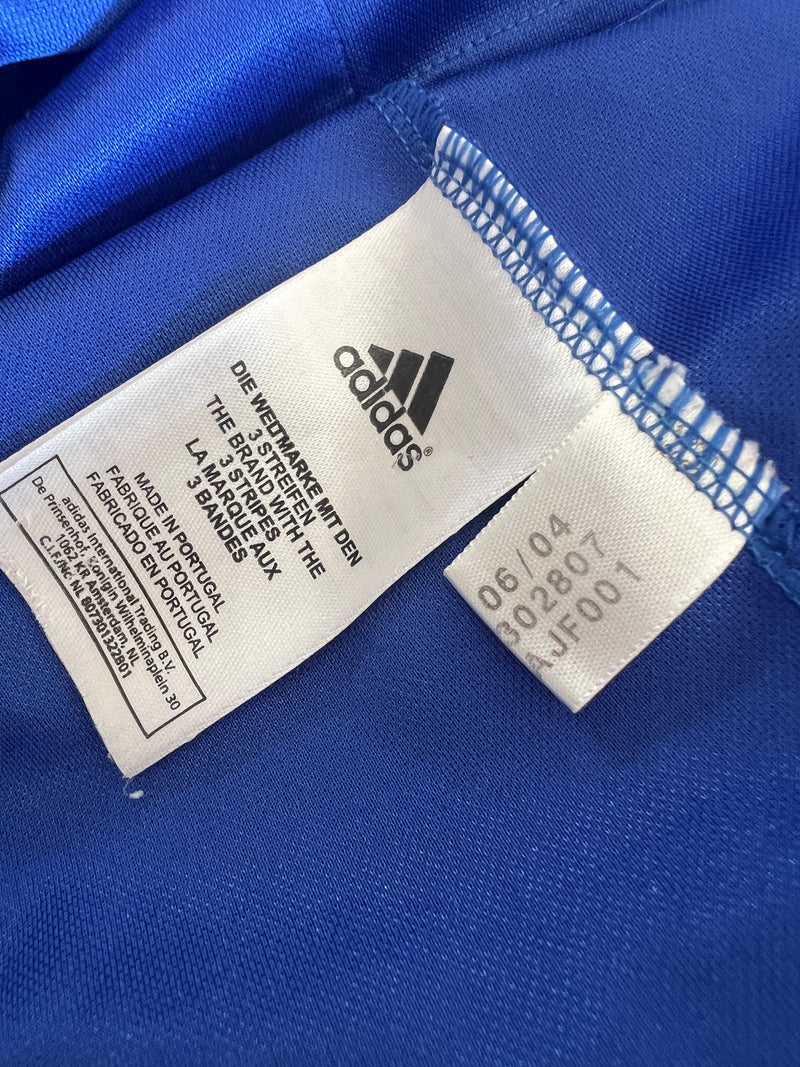 adidas®
DIE WELTMARKE MIT DEN
3 STREIFEN
THE BRAND WITH THE
3 STRIPES
LA MARQUE AUX
3 BANDES
MADE IN PORTUGAL
FABRIQUE AU PORTUGAL
FABRICADO EN PORTUGAL
adidas International Trading B.V.
De Prinsenhof, Konigin Wilhelminaplein 30
1062 KR Amsterdam, NL
C.I.F./NC NL 807301322B01
06/04
302807
AJF001